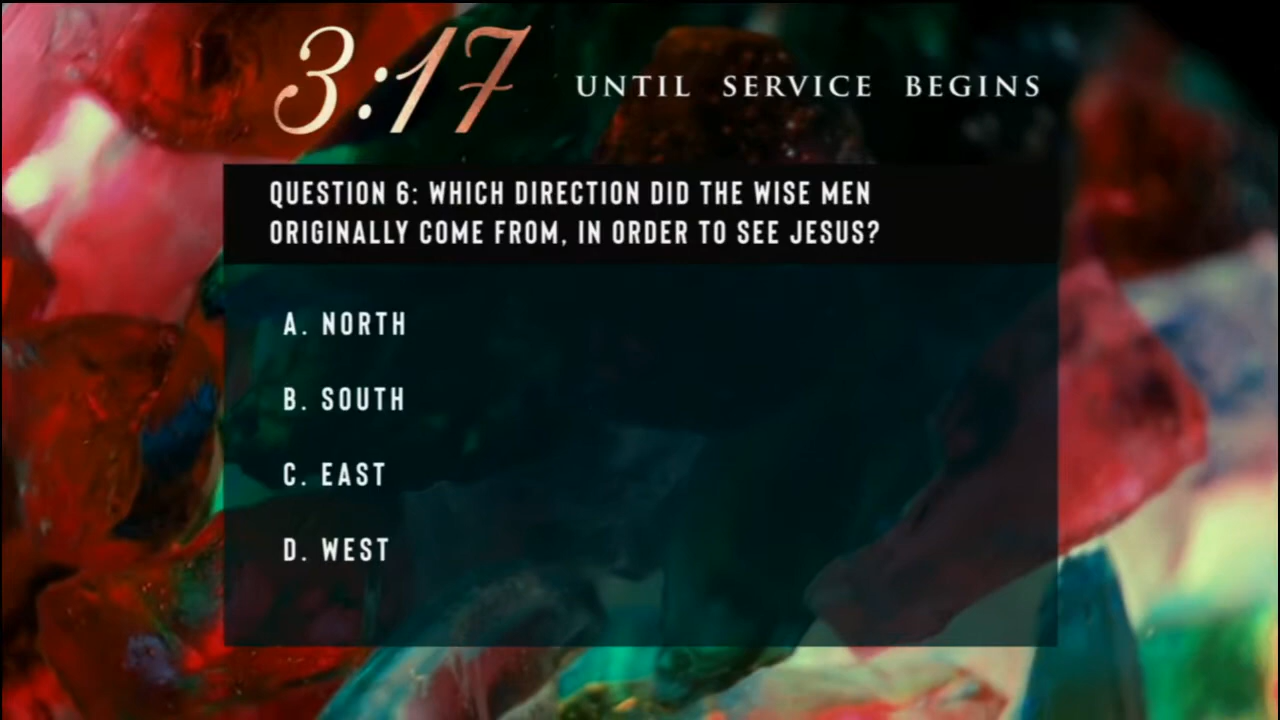 3:17 UNTIL SERVICE BEGINS
QUESTION 6: WHICH DIRECTION DID THE WISE MEN
ORIGINALLY COME FROM, IN ORDER TO SEE JESUS?
A. NORTH
B. SOUTH
C. EAST
D. WEST